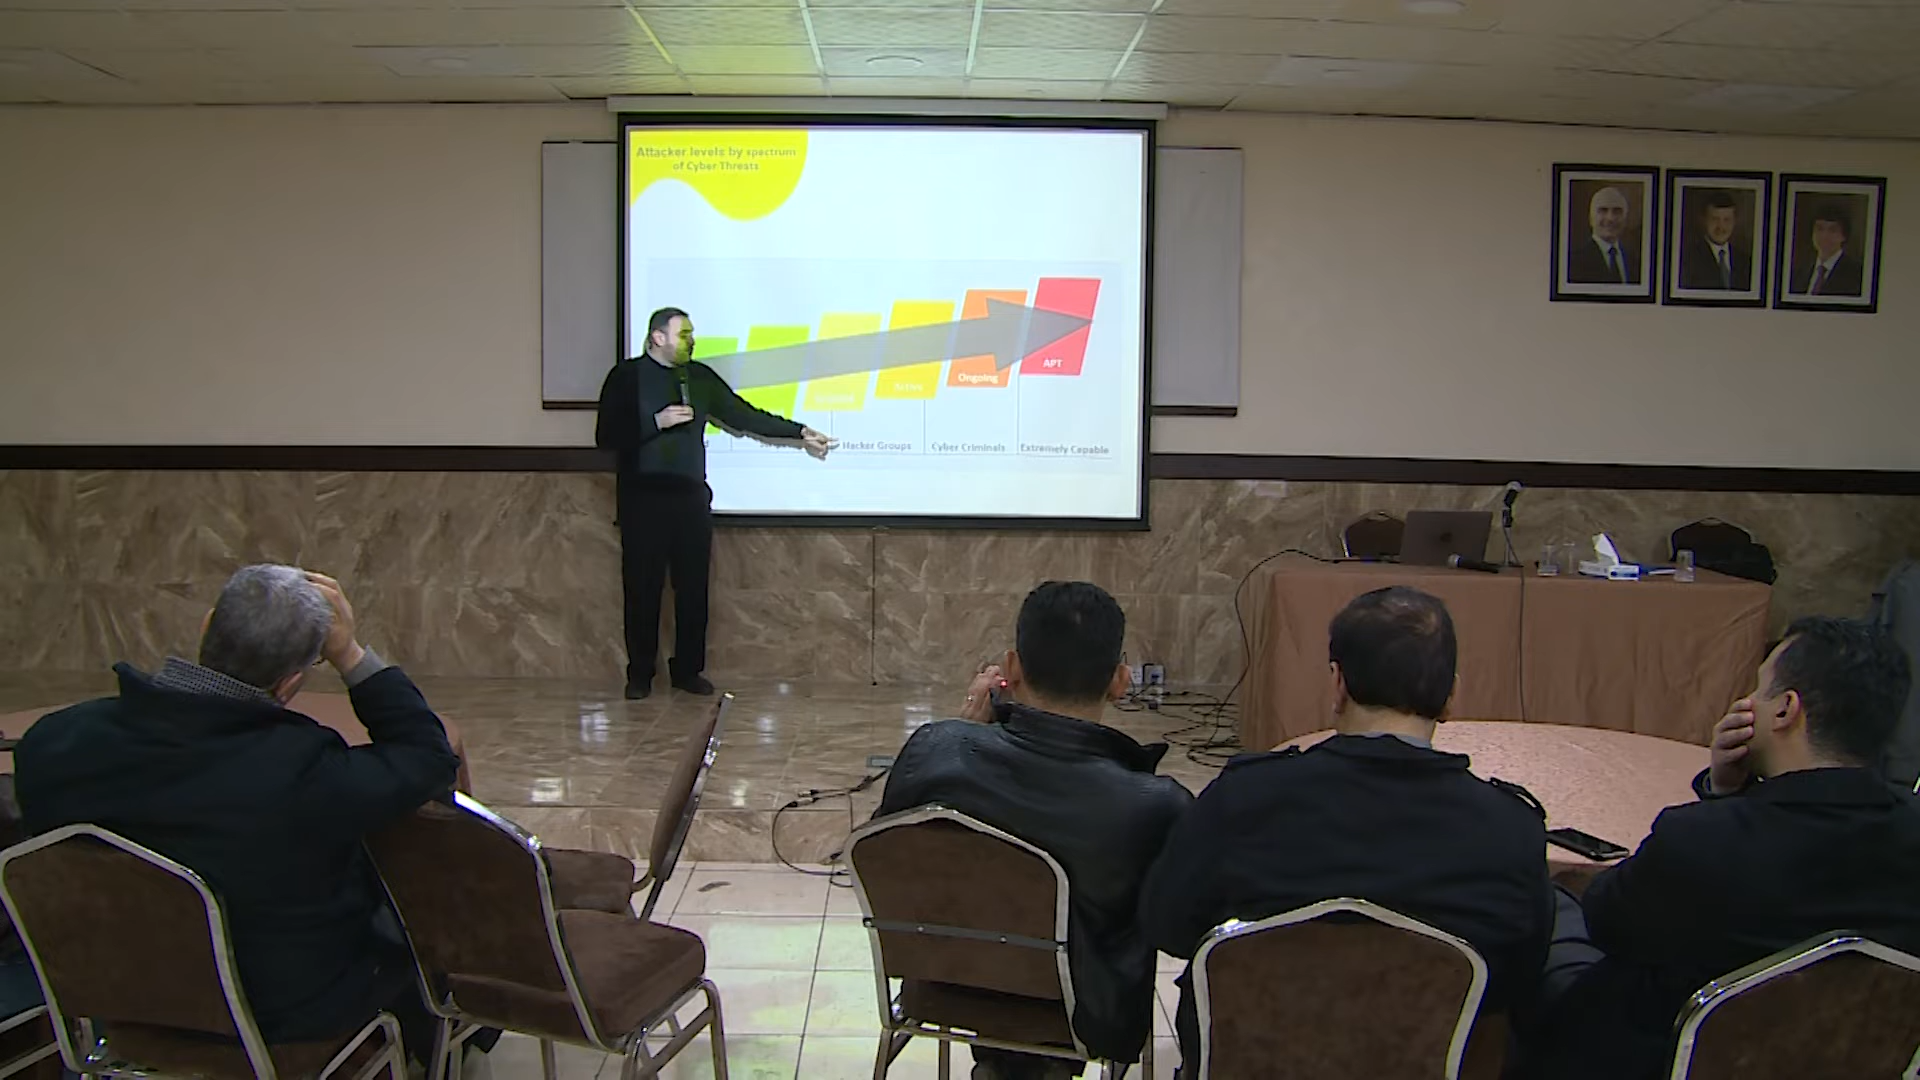 Attacker levels by spectrum
of Cyber Threats
APT
Ongoing
Active
Hacker Groups
Cyber Criminals
Extremely Capable